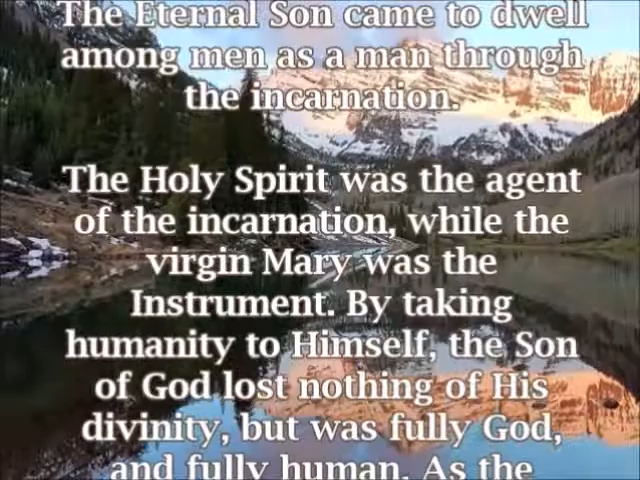 The Eternal Son came to dwell
among men as a man through
the incarnation.
The Holy Spirit was the agent
of the incarnation, while the
virgin Mary was the
Instrument. By taking
humanity to Himself, the Son
of God lost nothing of His
divinity, but was fully God,
and fully human. As the